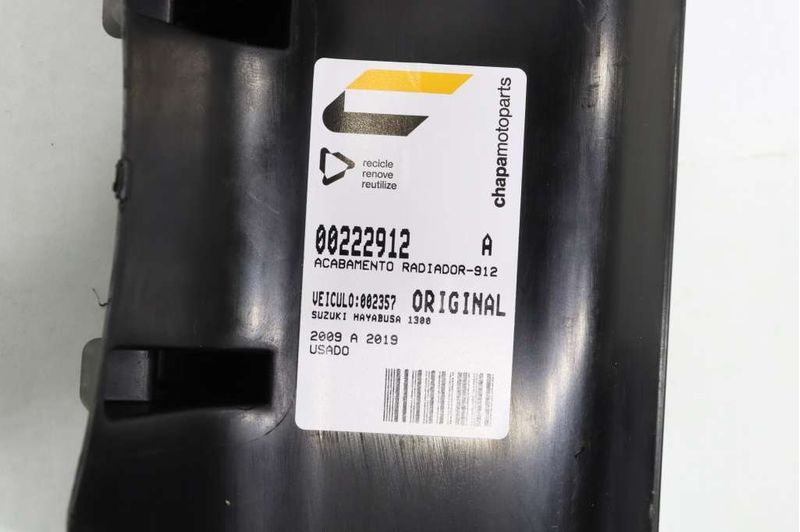 chapamotoparts
recicle
renove
reutilize
00222912 A
ACABAMENTO RADIADOR-912
VEICULO:002357 ORIGINAL
SUZUKI HAYABUSA 1300
2009 A 2019
USADO